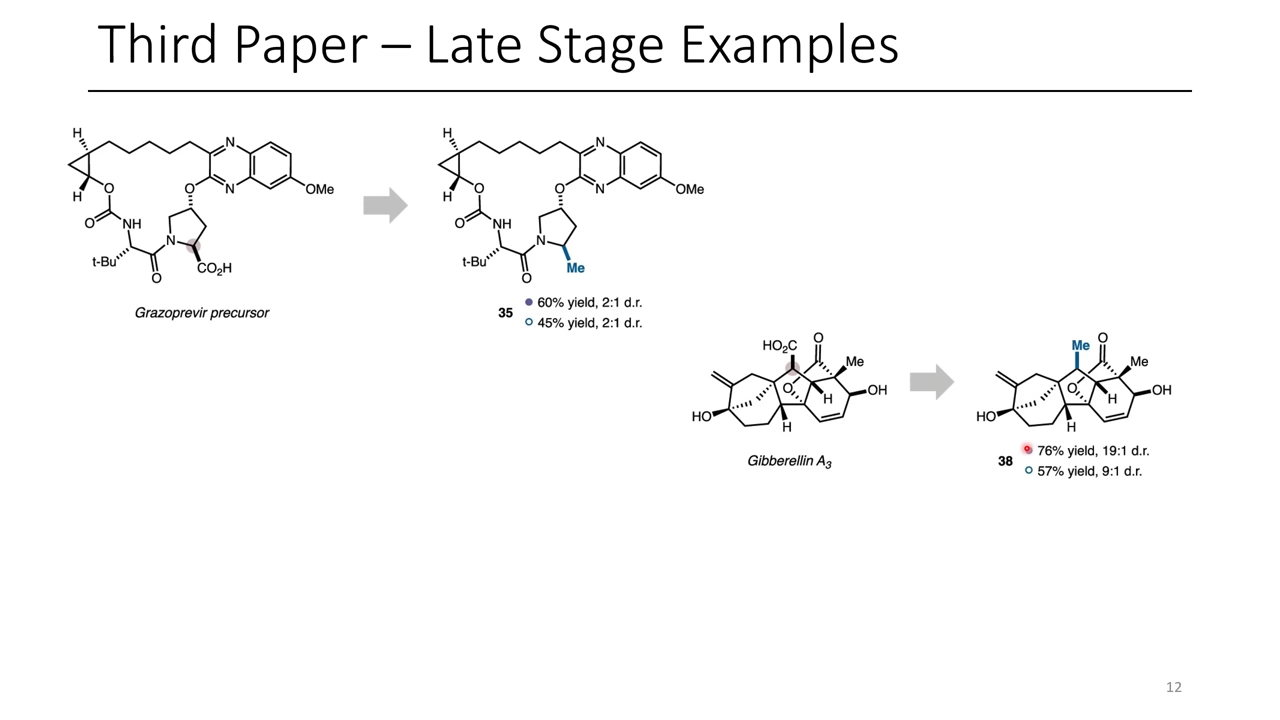 Third Paper – Late Stage Examples
H
N
N
OMe
H
O
O
O
NH
N
t-Bu
O
CO₂H
Grazoprevir precursor
H
N
N
OMe
H
O
O
O
NH
N
t-Bu
O
Me
35
60% yield, 2:1 d.r.
45% yield, 2:1 d.r.
HO₂C
O
Me
O
H
OH
HO
H
Gibberellin A₃
Me
O
Me
O
H
OH
HO
H
38
76% yield, 19:1 d.r.
57% yield, 9:1 d.r.
12